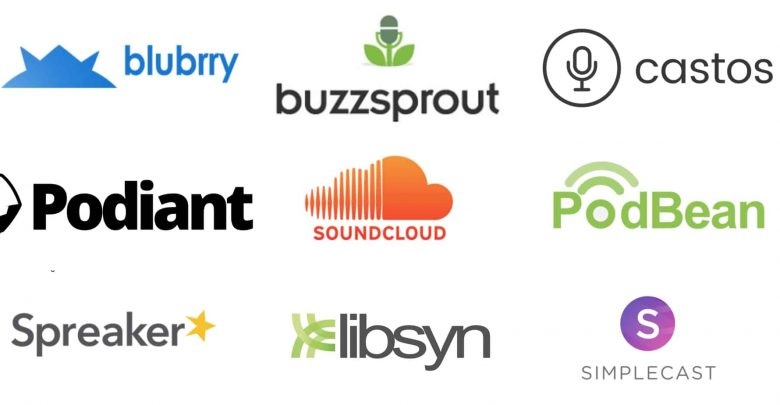 blubrry
buzzsprout
castos
Podiant
SOUNDCLOUD
PodBean
Spreaker
libsyn
S
SIMPLECAST